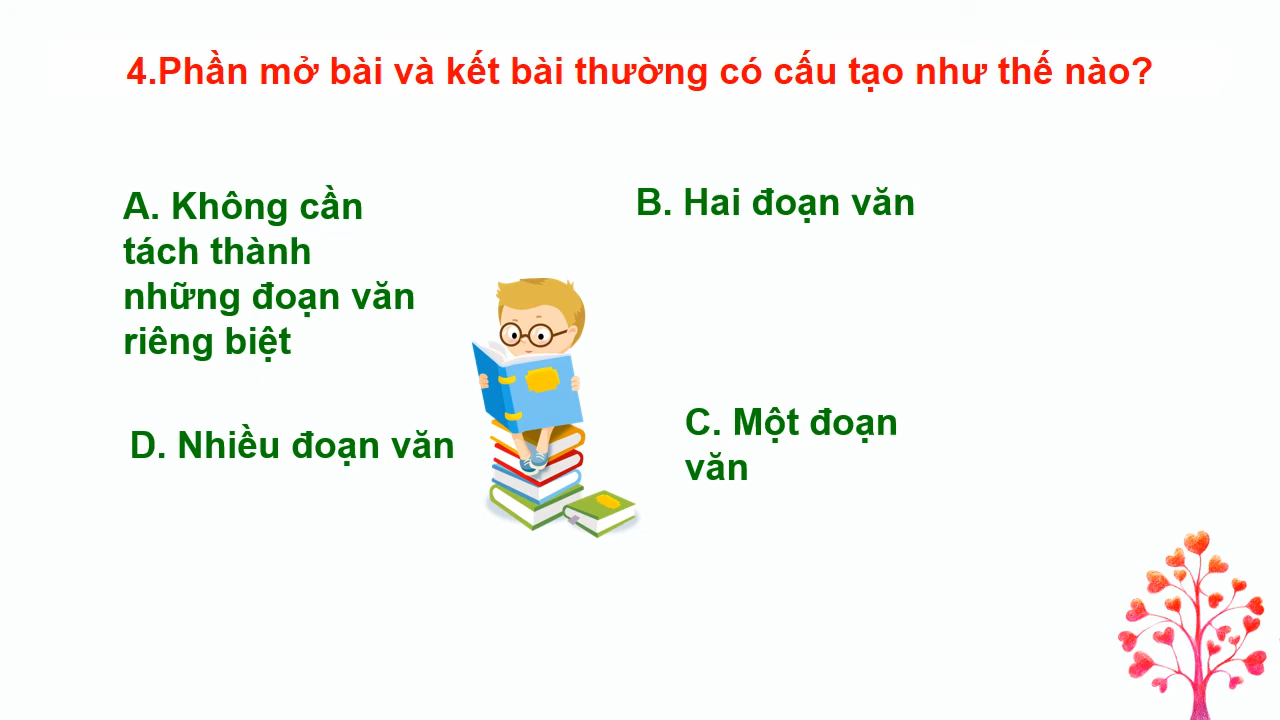 4.Phần mở bài và kết bài thường có cấu tạo như thế nào?
A. Không cần
tách thành
những đoạn văn
riêng biệt
B. Hai đoạn văn
D. Nhiều đoạn văn
C. Một đoạn
văn